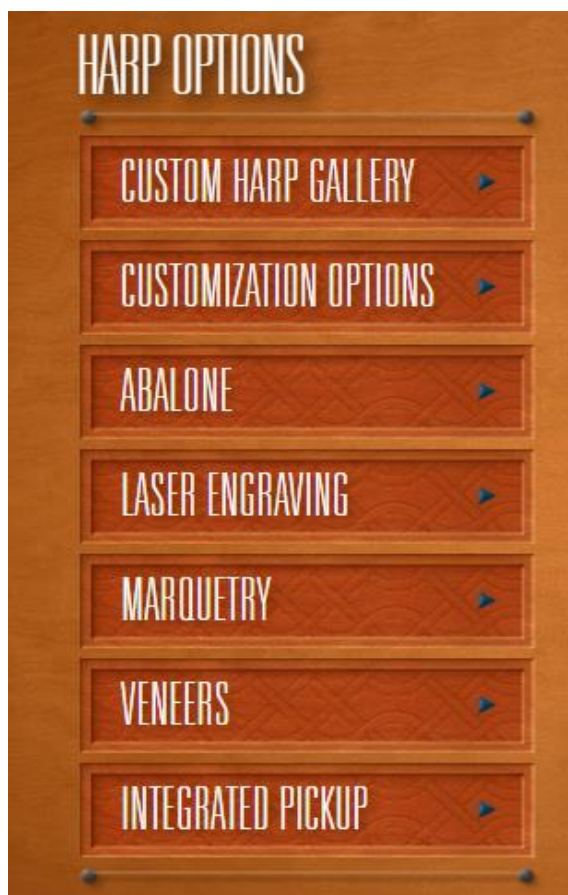 HARP OPTIONS
CUSTOM HARP GALLERY
CUSTOMIZATION OPTIONS
ABALONE
LASER ENGRAVING
MARQUETRY
VENEERS
INTEGRATED PICKUP